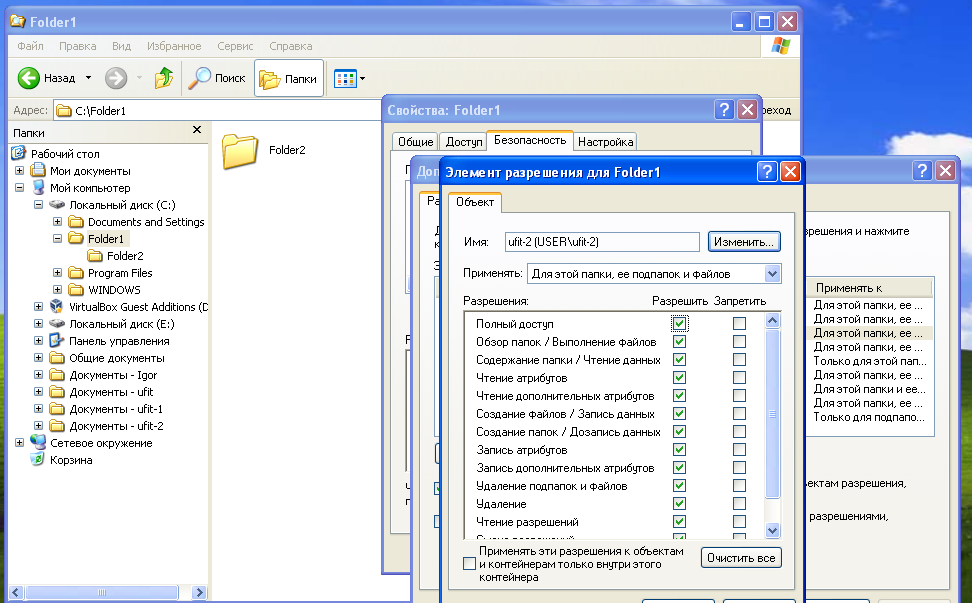 Folder1
Файл Правка Вид Избранное Сервис Справка
Назад Поиск Папки
Адрес: C:\Folder1
Папки
Рабочий стол
Мои документы
Мой компьютер
Локальный диск (C:)
Documents and Settings
Folder1
Folder2
Program Files
WINDOWS
VirtualBox Guest Additions (D
Локальный диск (E:)
Панель управления
Общие документы
Документы - Igor
Документы - ufit
Документы - ufit-1
Документы - ufit-2
Сетевое окружение
Корзина
Folder2
Свойства: Folder1
Общие Доступ Безопасность Настройка
Элемент разрешения для Folder1
Объект
Имя: ufit-2 (USER\ufit-2) Изменить...
Применять: Для этой папки, ее подпапок и файлов
Разрешения: Разрешить Запретить
Полный доступ
Обзор папок / Выполнение файлов
Содержание папки / Чтение данных
Чтение атрибутов
Чтение дополнительных атрибутов
Создание файлов / Запись данных
Создание папок / Дозапись данных
Запись атрибутов
Запись дополнительных атрибутов
Удаление подпапок и файлов
Удаление
Чтение разрешений
Применять эти разрешения к объектам
и контейнерам только внутри этого
контейнера
Очистить все
зрешения и нажмите
Применять к
Для этой папки, ее ...
Для этой папки, ее ...
Для этой папки, ее ...
Для этой папки, ее ...
Только для этой пап...
Для этой папки, ее ...
Для этой папки и ее...
Для этой папки, ее ...
Только для подпапо...
ъектам разрешения,
разрешениями,